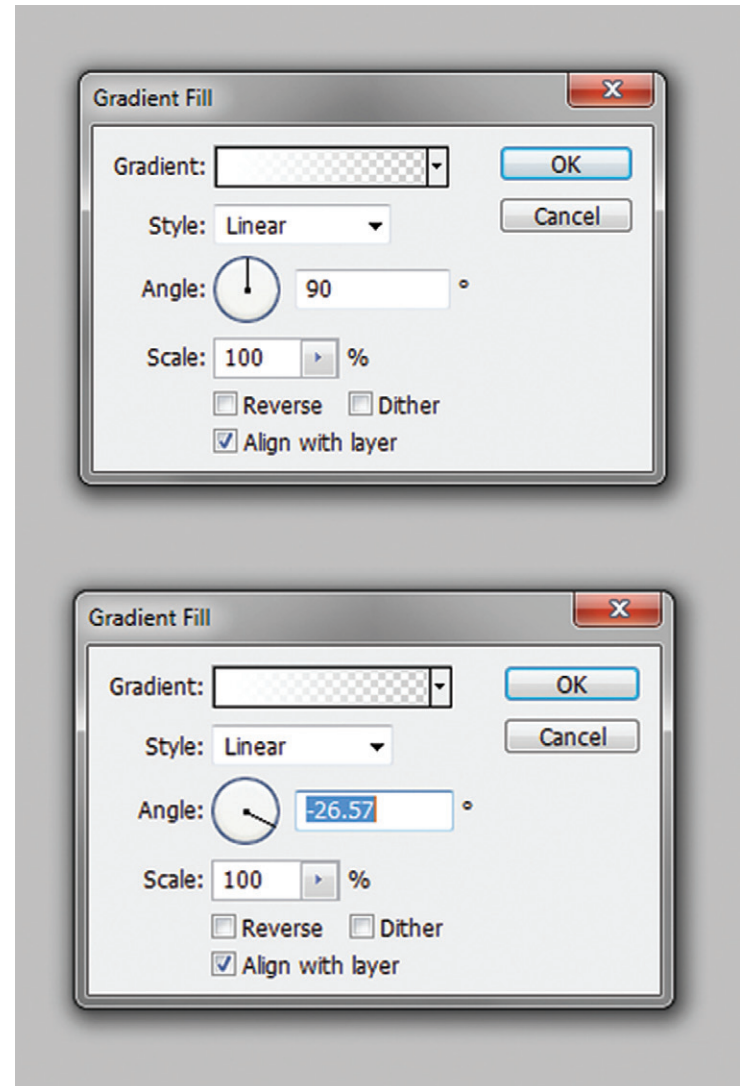 Gradient Fill
Gradient:
OK
Style: Linear
Cancel
Angle: 90 °
Scale: 100 %
Reverse Dither
Align with layer
Gradient Fill
Gradient:
OK
Style: Linear
Cancel
Angle: -26.57 °
Scale: 100 %
Reverse Dither
Align with layer